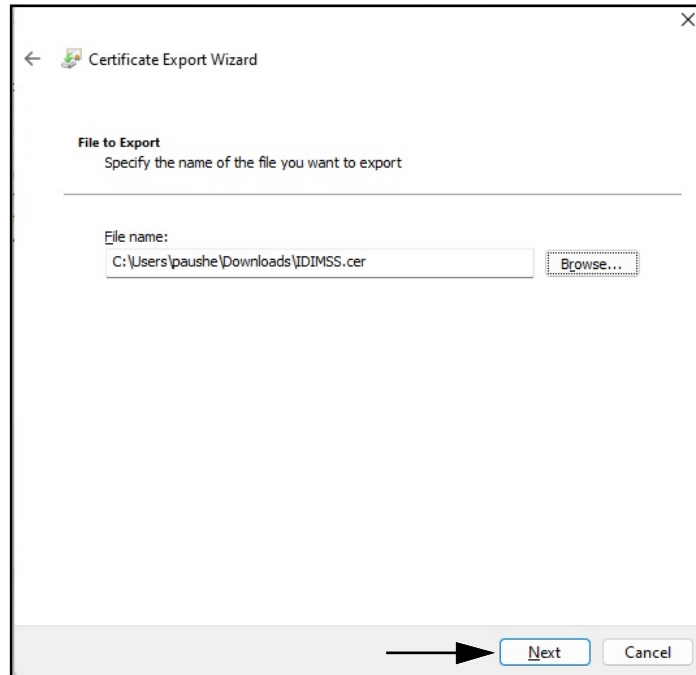 Certificate Export Wizard
File to Export
Specify the name of the file you want to export
File name:
C:\Users\paushe\Downloads\IDIMSS.cer
Browse...
Next
Cancel